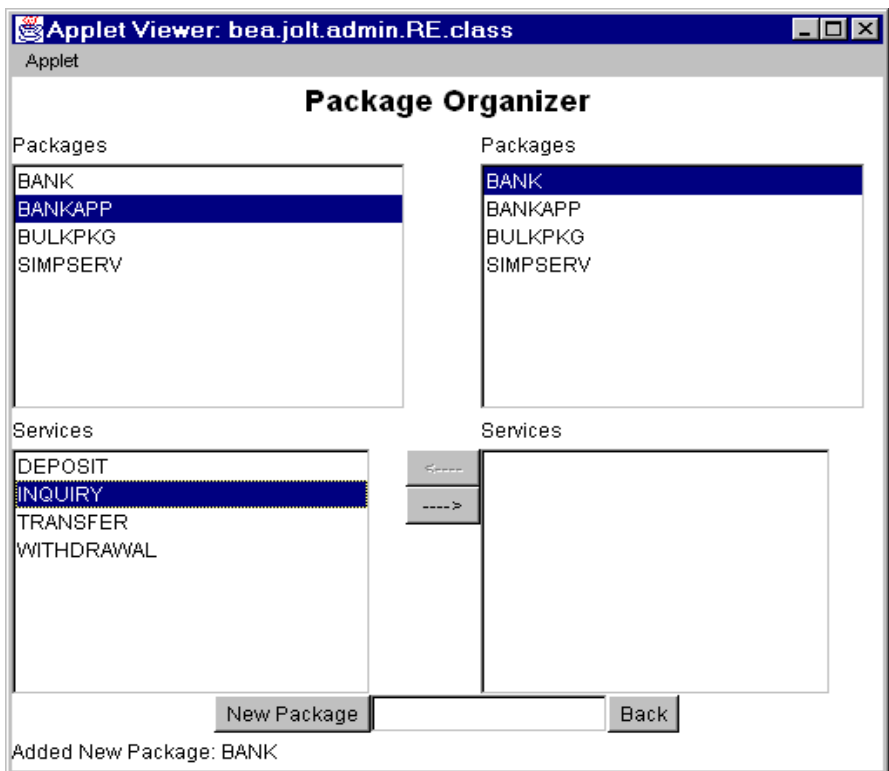 Applet Viewer: bea.jolt.admin.RE.class
Applet
Package Organizer
Packages
BANK
BANKAPP
BULKPKG
SIMPSERV
Packages
BANK
BANKAPP
BULKPKG
SIMPSERV
Services
DEPOSIT
INQUIRY
TRANSFER
WITHDRAWAL
<----
---->
Services
New Package
Back
Added New Package: BANK